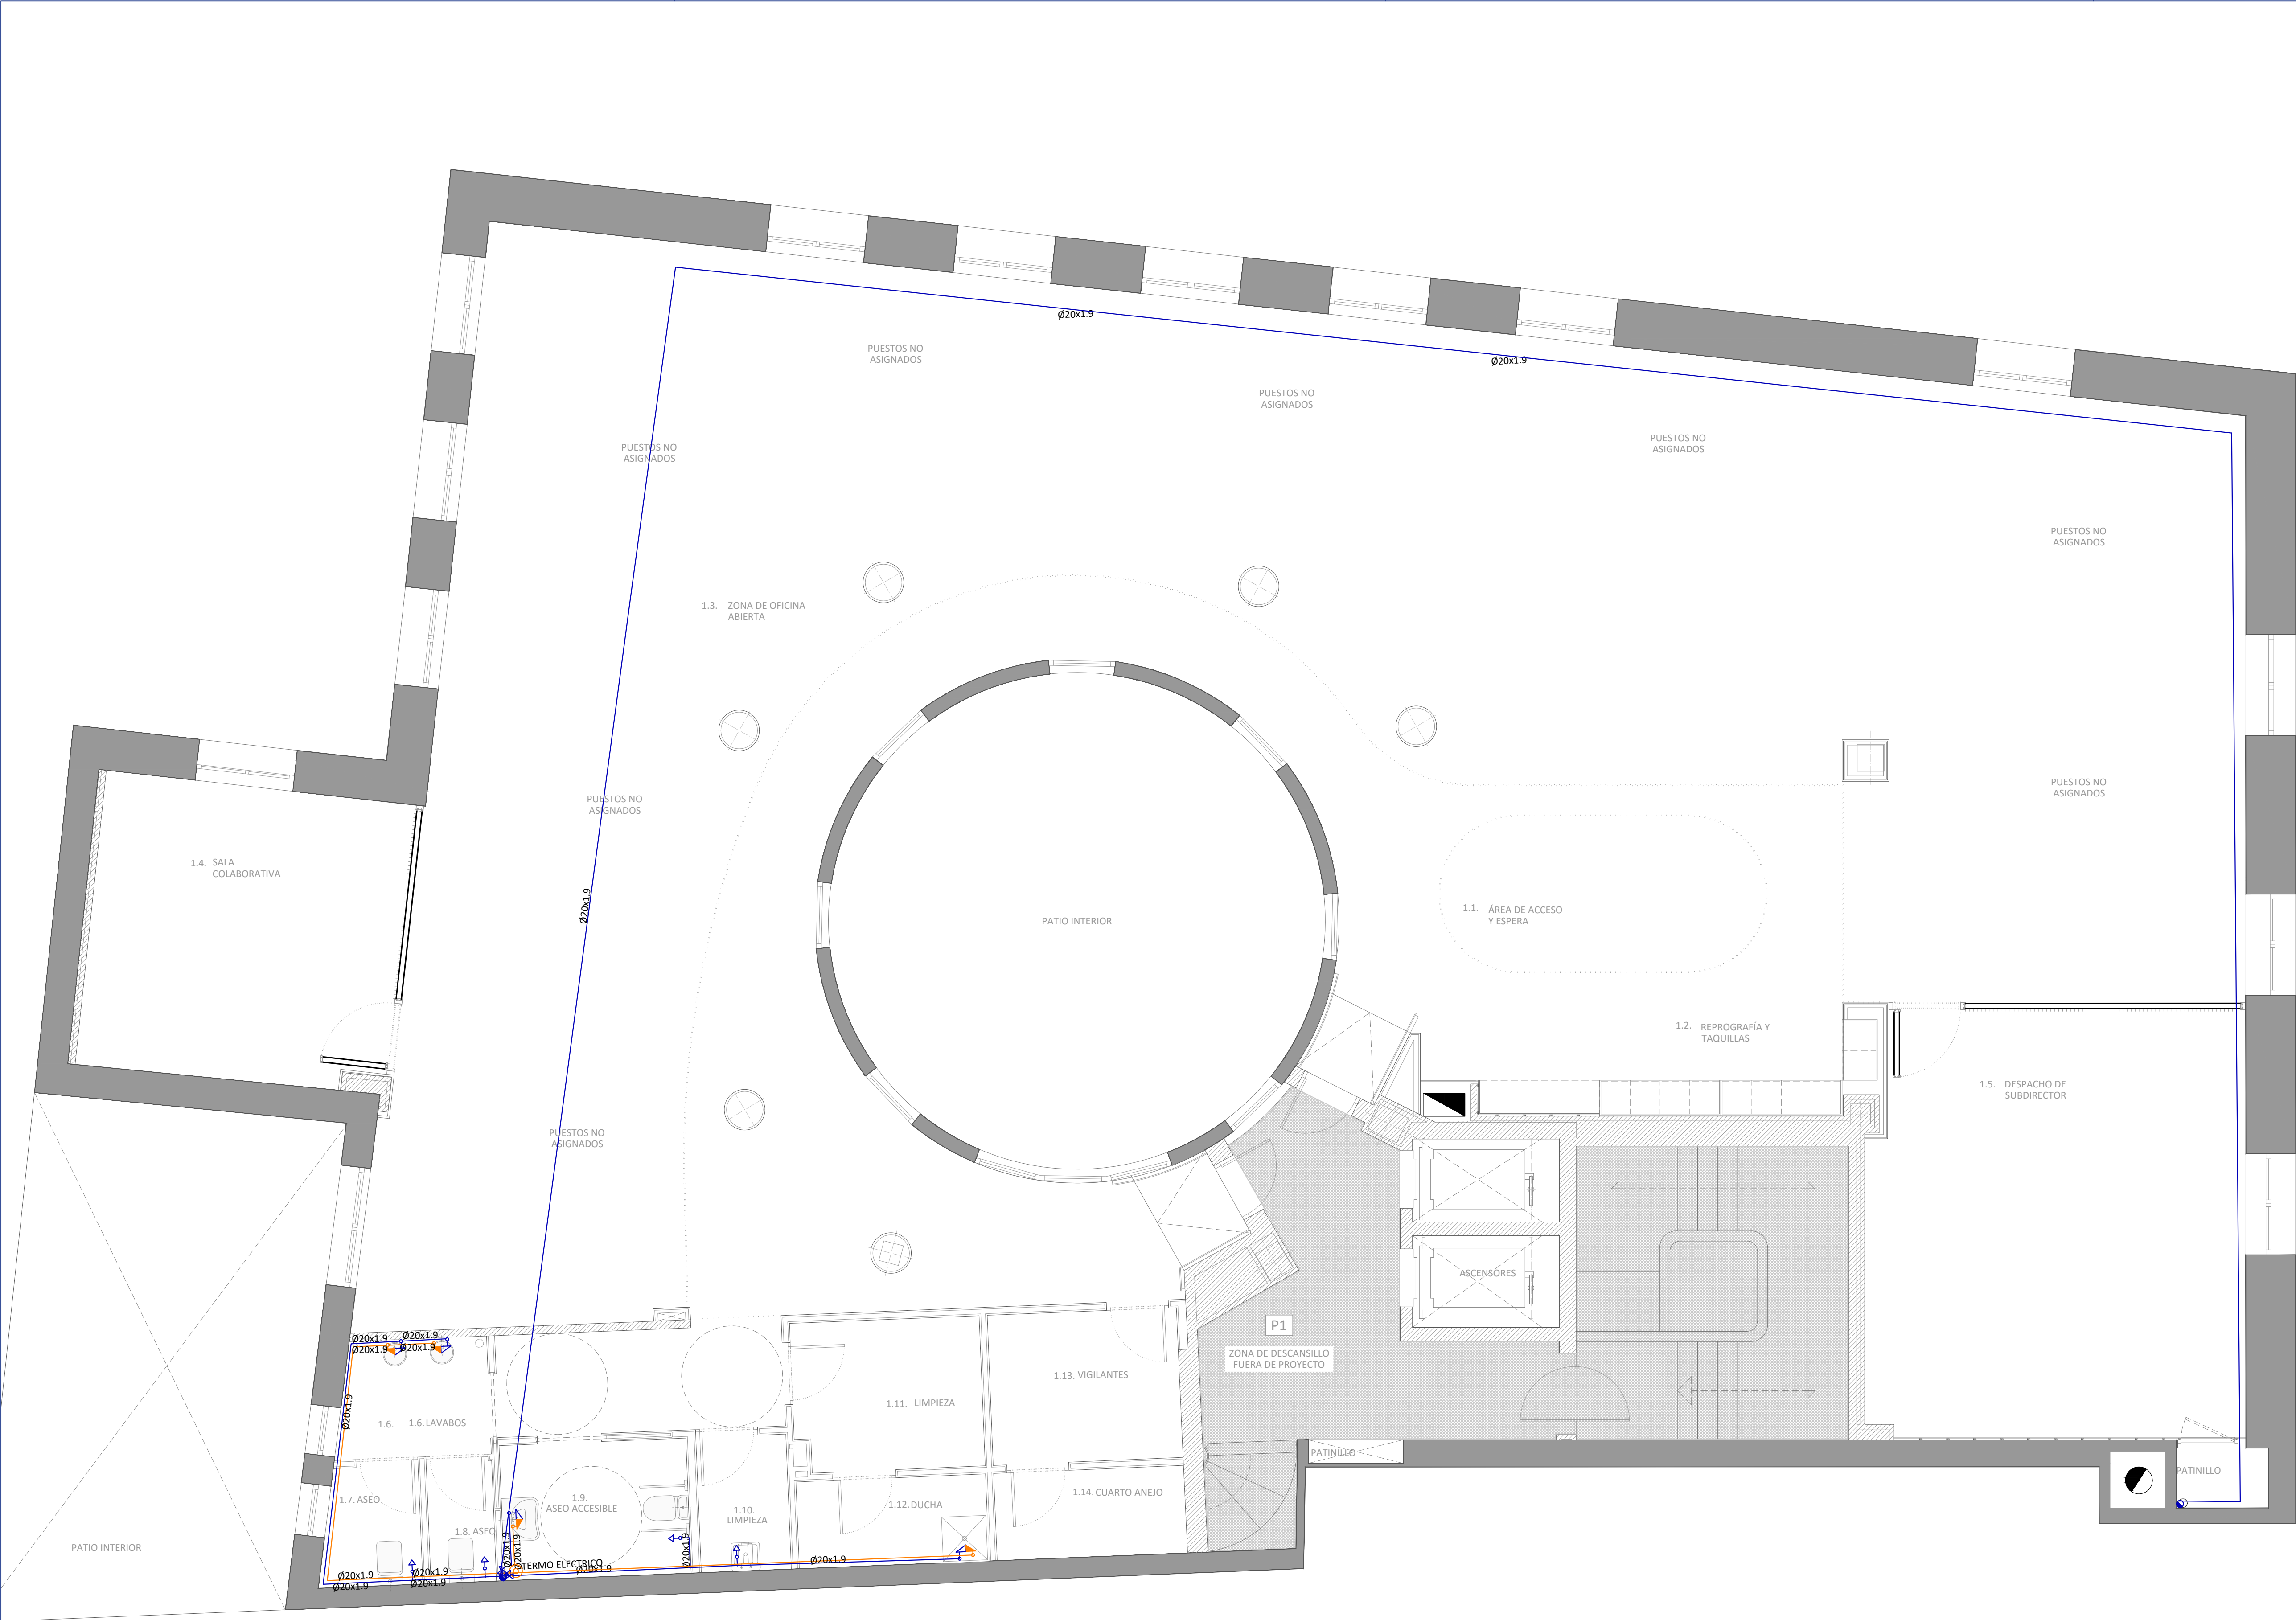 Ø20x1.9
Ø20x1.9
PUESTOS NO
ASIGNADOS
PUESTOS NO
ASIGNADOS
PUESTOS NO
ASIGNADOS
PUESTOS NO
ASIGNADOS
PUESTOS NO
ASIGNADOS
1.3. ZONA DE OFICINA
ABIERTA
PUESTOS NO
ASIGNADOS
PUESTOS NO
ASIGNADOS
1.4. SALA
COLABORATIVA
Ø20x1.9
PATIO INTERIOR
1.1. ÁREA DE ACCESO
Y ESPERA
1.2. REPROGRAFÍA Y
TAQUILLAS
1.5. DESPACHO DE
SUBDIRECTOR
PUESTOS NO
ASIGNADOS
ASCENSORES
P1
ZONA DE DESCANSILLO
FUERA DE PROYECTO
Ø20x1.9
Ø20x1.9
Ø20x1.9
Ø20x1.9
Ø20x1.9
1.6. 1.6. LAVABOS
1.13. VIGILANTES
1.11. LIMPIEZA
PATINILLO
PATINILLO
1.7. ASEO
1.8. ASEO
1.9.
ASEO ACCESIBLE
1.10.
LIMPIEZA
1.12. DUCHA
1.14. CUARTO ANEJO
PATIO INTERIOR
Ø20x1.9
Ø20x1.9
Ø20x1.9
TERMO ELECTRICO
Ø20x1.9
Ø20x1.9
Ø20x1.9
Ø20x1.9
Ø20x1.9
Ø20x1.9